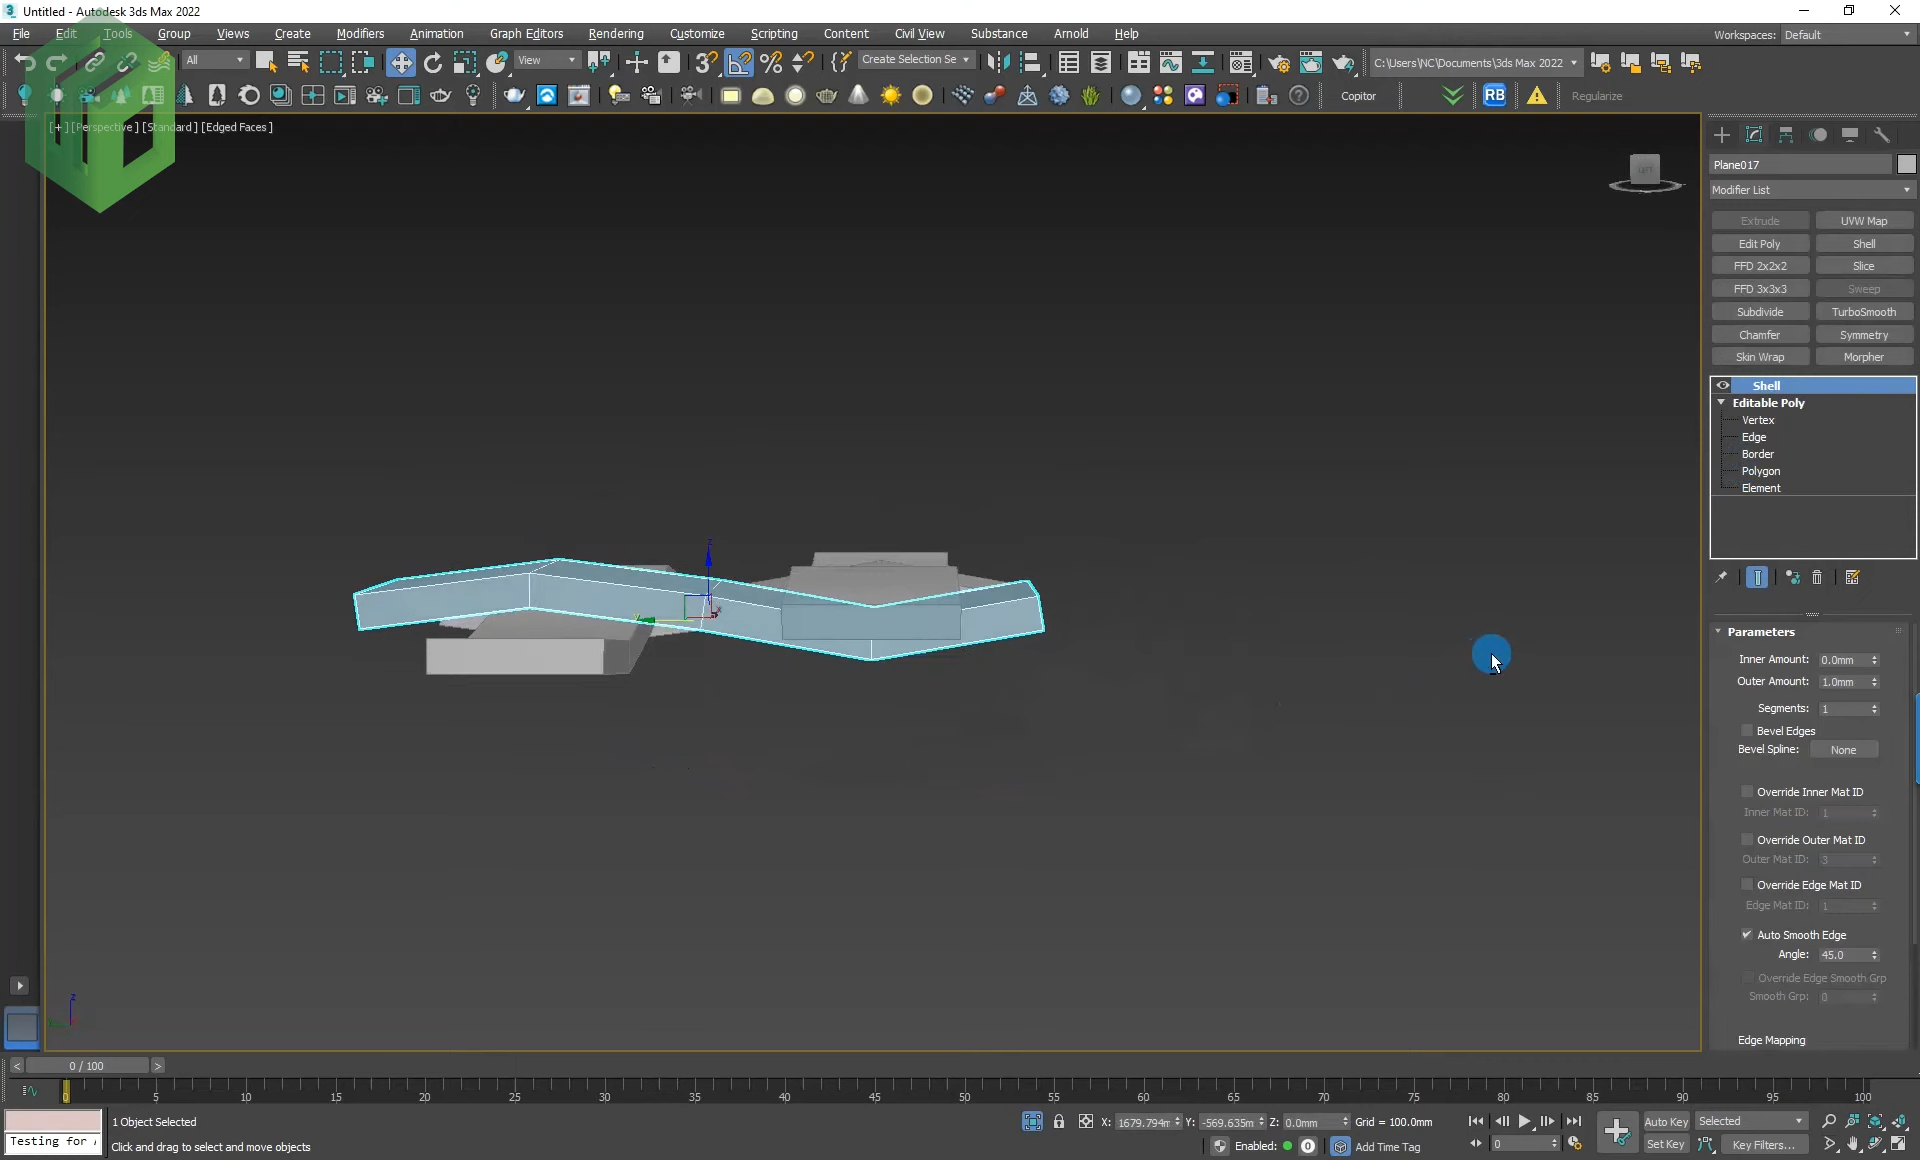 Untitled - Autodesk 3ds Max 2022
File Edit Tools Group Views Create Modifiers Animation Graph Editors Rendering Customize Scripting Content Civil View Substance Arnold Help
Workspaces: Default
All
View
Create Selection Se
C:\Users\NC\Documents\3ds Max 2022
Copitor
RB
Regularize
[+] [Perspective ] [Standard ] [Edged Faces ]
Plane017
Modifier List
Extrude UVW Map
Edit Poly Shell
FFD 2x2x2 Slice
FFD 3x3x3 Sweep
Subdivide TurboSmooth
Chamfer Symmetry
Skin Wrap Morpher
Shell
Editable Poly
Vertex
Edge
Border
Polygon
Element
Parameters
Inner Amount: 0.0mm
Outer Amount: 1.0mm
Segments: 1
Bevel Edges
Bevel Spline: None
Override Inner Mat ID
Inner Mat ID: 1
Override Outer Mat ID
Outer Mat ID: 3
Override Edge Mat ID
Edge Mat ID: 1
Auto Smooth Edge
Angle: 45.0
Override Edge Smooth Grp
Smooth Grp: 0
Edge Mapping
z
< 0 / 100 >
0 5 10 15 20 25 30 35 40 45 50 55 60 65 70 75 80 85 90 95 100
1 Object Selected
X: 1679.794m Y: -569.635m Z: 0.0mm Grid = 100.0mm
Auto Key Selected
Testing for
Click and drag to select and move objects
Enabled: 0 Add Time Tag
0
Set Key Key Filters...